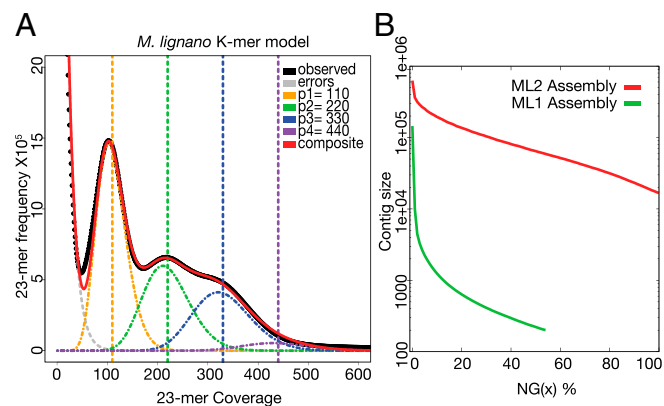 A
M. lignano K-mer model
20
15
10
5
0
23-mer frequency X10⁵
observed
errors
p1= 110
p2= 220
p3= 330
p4= 440
composite
0
100
200
300
400
500
600
23-mer Coverage
B
1e+06
1e+05
1e+04
1000
100
Contig size
ML2 Assembly
ML1 Assembly
0
20
40
60
80
100
NG(x) %